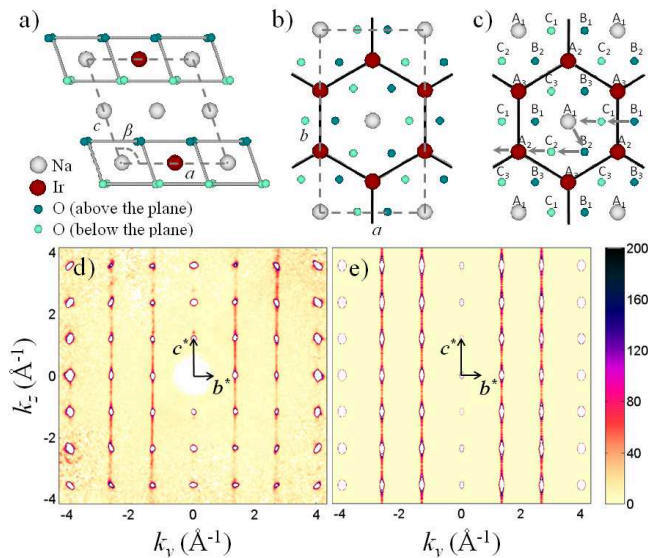 a)
c
β
a
Na
Ir
O (above the plane)
O (below the plane)
b)
b
a
c)
A₁ C₁ B₁ A₁
C₂ B₂ A₂ C₂ B₂
A₃ C₃ B₃ A₃
C₁ B₁ A₁ C₁ B₁
A₂ C₂ B₂ A₂
C₃ B₃ A₃ C₃ B₃
A₁ C₁ B₁ A₁
d)
4
2
0
-2
-4
k_z (Å⁻¹)
c*
b*
-4 -2 0 2 4
k_y (Å⁻¹)
e)
c*
b*
-4 -2 0 2 4
k_y (Å⁻¹)
200
160
120
80
40
0